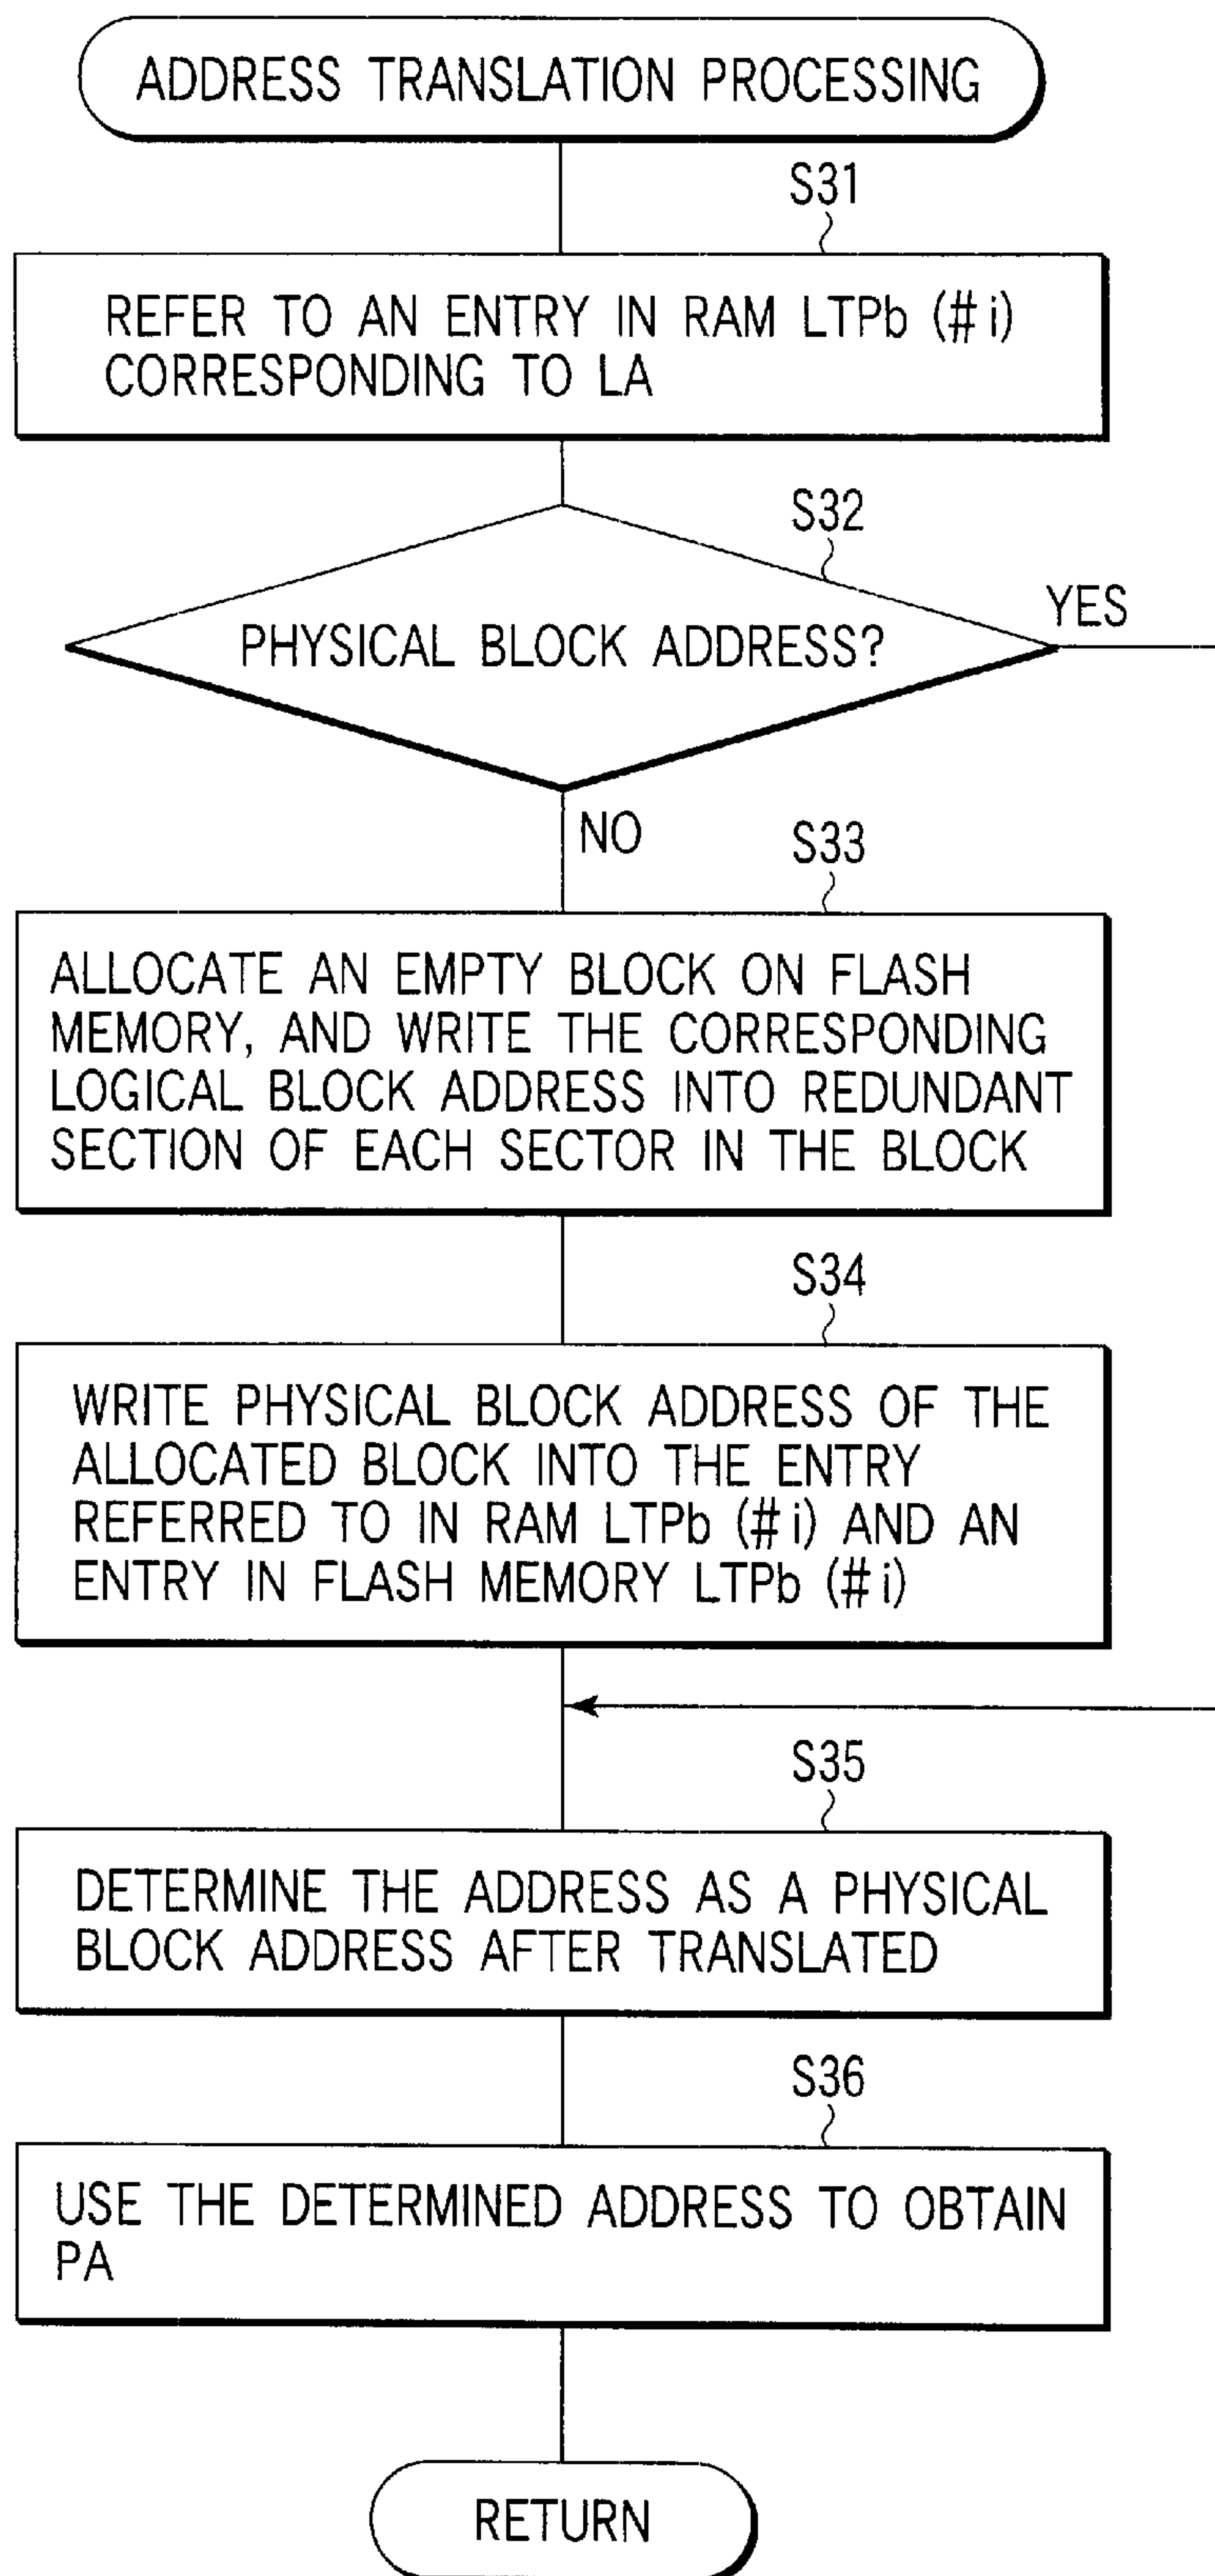 ADDRESS TRANSLATION PROCESSING
S31
REFER TO AN ENTRY IN RAM LTPb (#i)
CORRESPONDING TO LA
S32
PHYSICAL BLOCK ADDRESS?
YES
NO
S33
ALLOCATE AN EMPTY BLOCK ON FLASH
MEMORY, AND WRITE THE CORRESPONDING
LOGICAL BLOCK ADDRESS INTO REDUNDANT
SECTION OF EACH SECTOR IN THE BLOCK
S34
WRITE PHYSICAL BLOCK ADDRESS OF THE
ALLOCATED BLOCK INTO THE ENTRY
REFERRED TO IN RAM LTPb (#i) AND AN
ENTRY IN FLASH MEMORY LTPb (#i)
S35
DETERMINE THE ADDRESS AS A PHYSICAL
BLOCK ADDRESS AFTER TRANSLATED
S36
USE THE DETERMINED ADDRESS TO OBTAIN
PA
RETURN